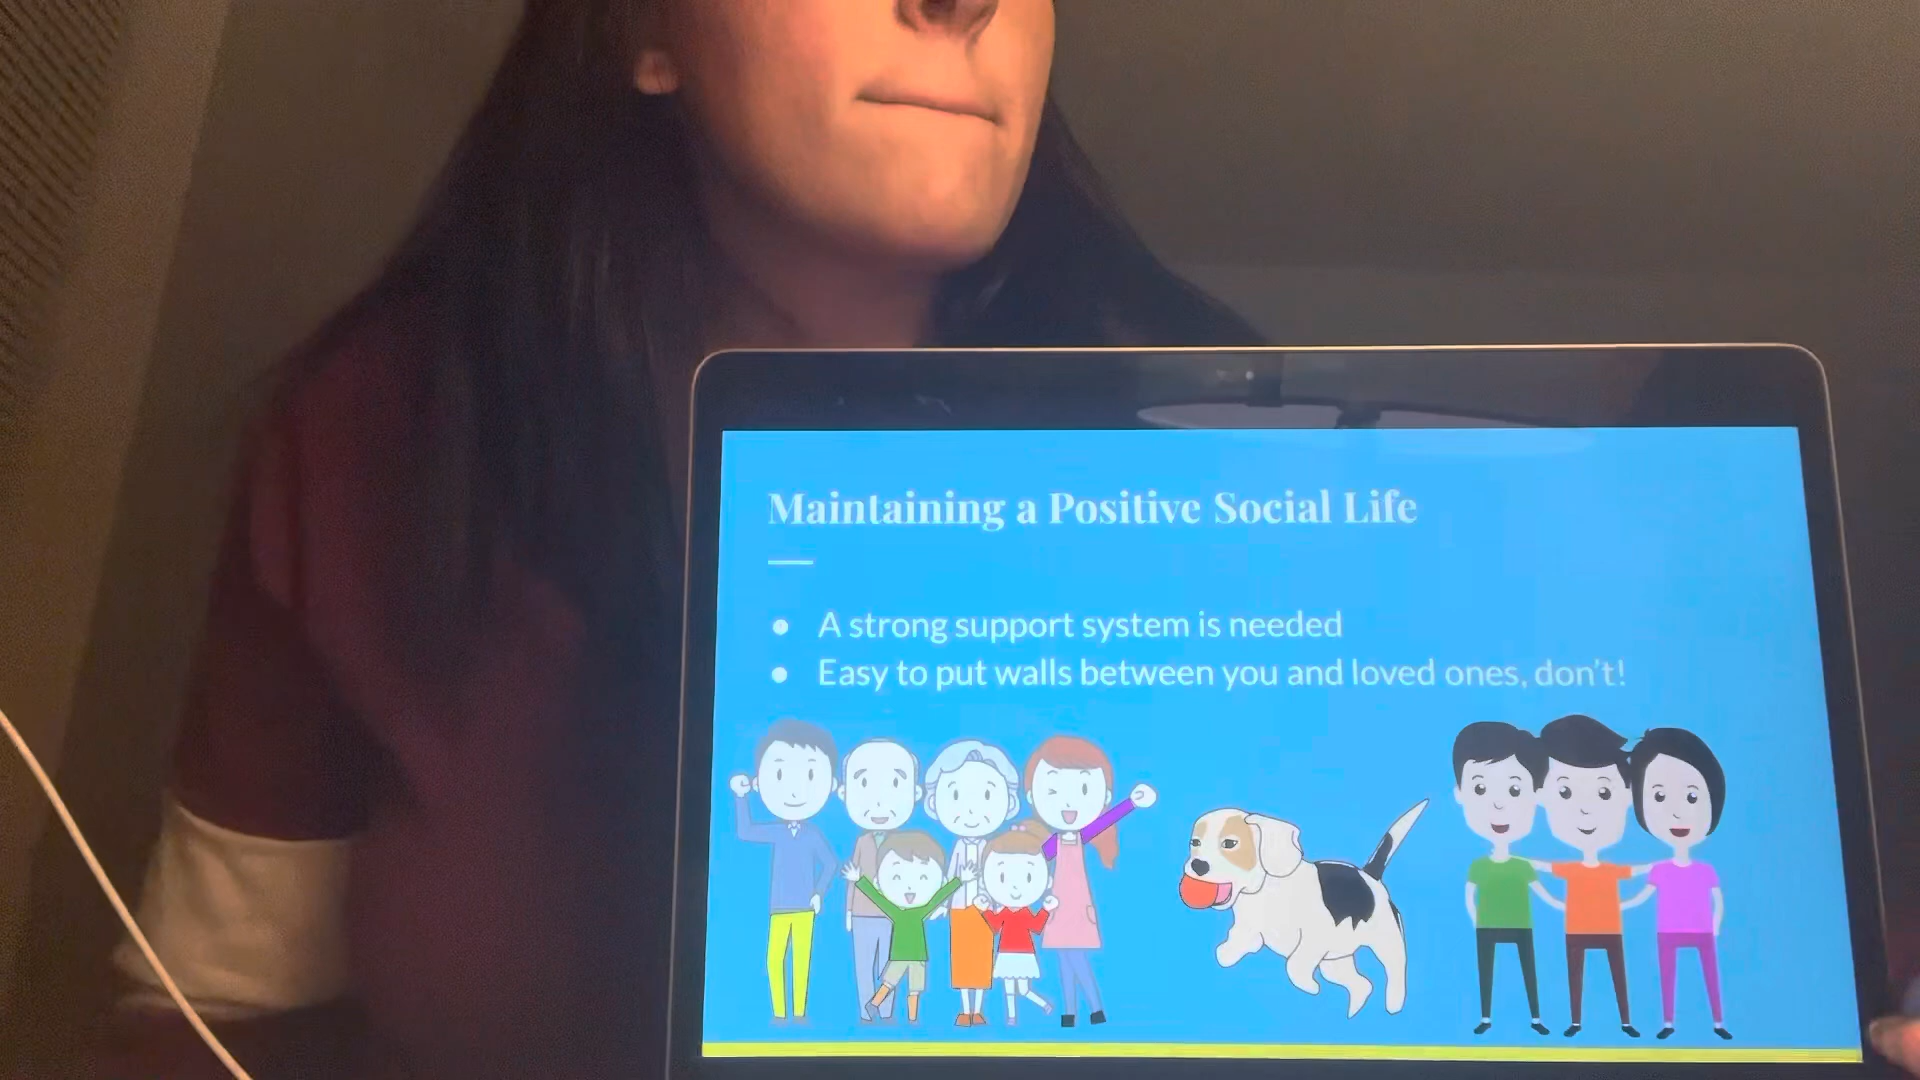 Maintaining a Positive Social Life
● A strong support system is needed
● Easy to put walls between you and loved ones, don't!